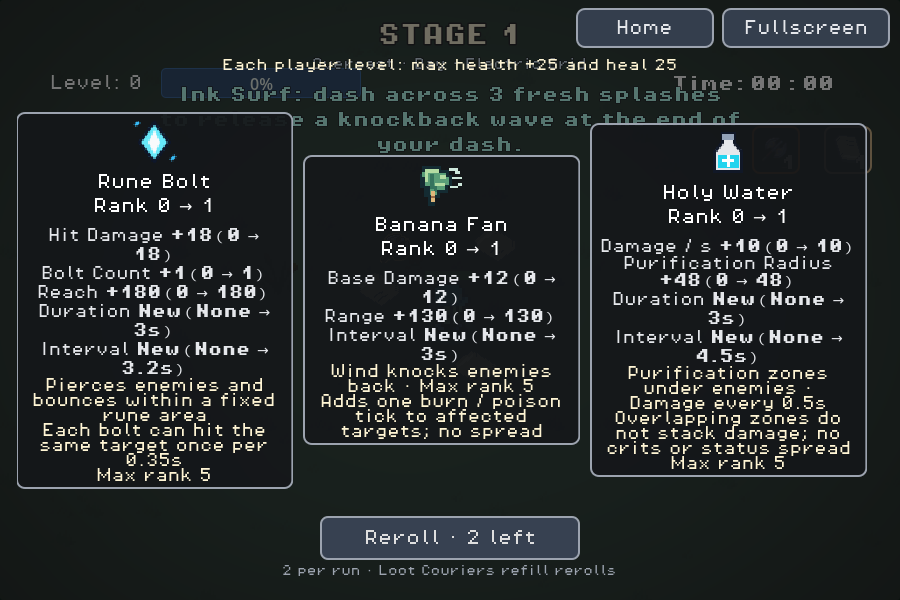 STAGE 1
Home
Fullscreen
Each player level: max health +25 and heal 25
Level: 0
0%
Time: 00:00
Ink Surf: dash across 3 fresh splashes
to release a knockback wave at the end of
your dash.
Rune Bolt
Rank 0 → 1
Hit Damage +18(0 →
18)
Bolt Count +1(0 → 1)
Reach +180(0 → 180)
Duration New(None →
3s)
Interval New(None →
3.2s)
Pierces enemies and
bounces within a fixed
rune area
Each bolt can hit the
same target once per
0.35s
Max rank 5
Banana Fan
Rank 0 → 1
Base Damage +12(0 →
12)
Range +130(0 → 130)
Interval New(None →
3s)
Wind knocks enemies
back · Max rank 5
Adds one burn / poison
tick to affected
targets; no spread
Holy Water
Rank 0 → 1
Damage / s +10(0 → 10)
Purification Radius
+48(0 → 48)
Duration New(None →
3s)
Interval New(None →
4.5s)
Purification zones
under enemies ·
Damage every 0.5s
Overlapping zones do
not stack damage; no
crits or status spread
Max rank 5
Reroll · 2 left
2 per run · Loot Couriers refill rerolls